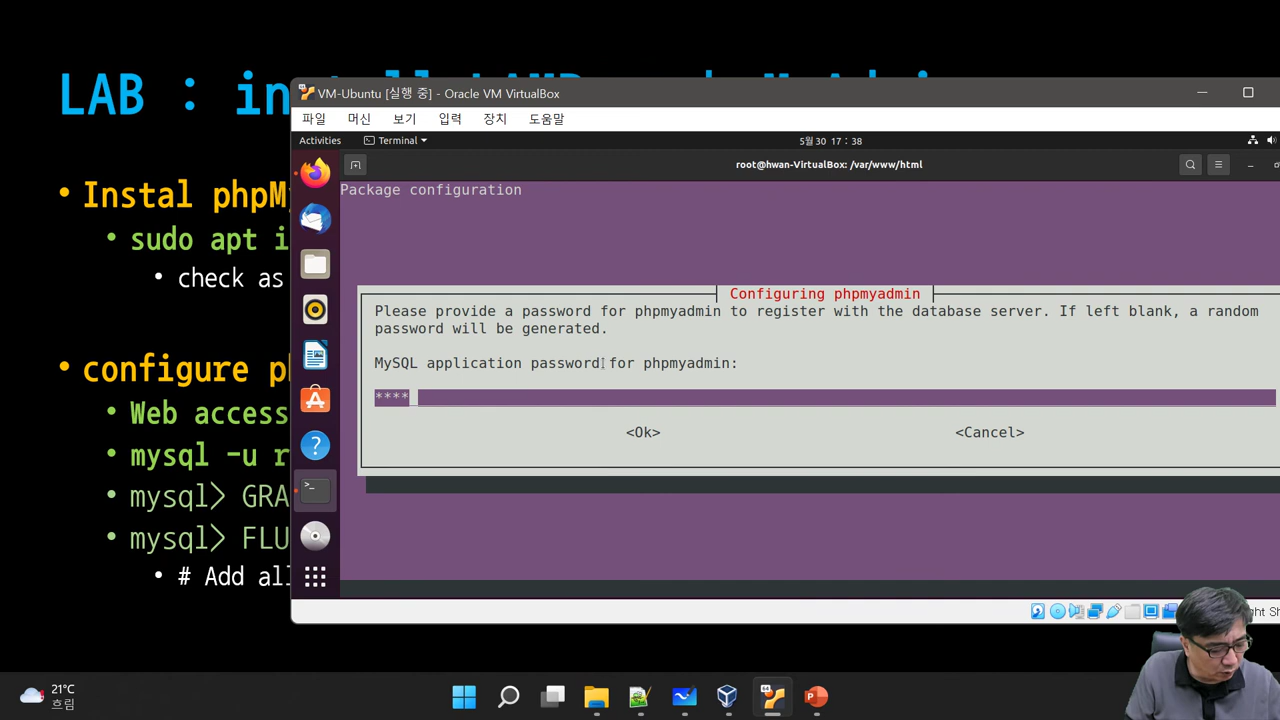 LAB : in
VM-Ubuntu [실행 중] - Oracle VM VirtualBox
파일 머신 보기 입력 장치 도움말
Activities Terminal 5월 30 17 : 38
root@hwan-VirtualBox: /var/www/html
Package configuration
Instal phpM
sudo apt i
check as
Configuring phpmyadmin
Please provide a password for phpmyadmin to register with the database server. If left blank, a random
password will be generated.
MySQL application password for phpmyadmin:
****
<Ok> <Cancel>
configure p
Web access
mysql -u r
mysql> GRA
mysql> FLU
# Add al
21°C
흐림